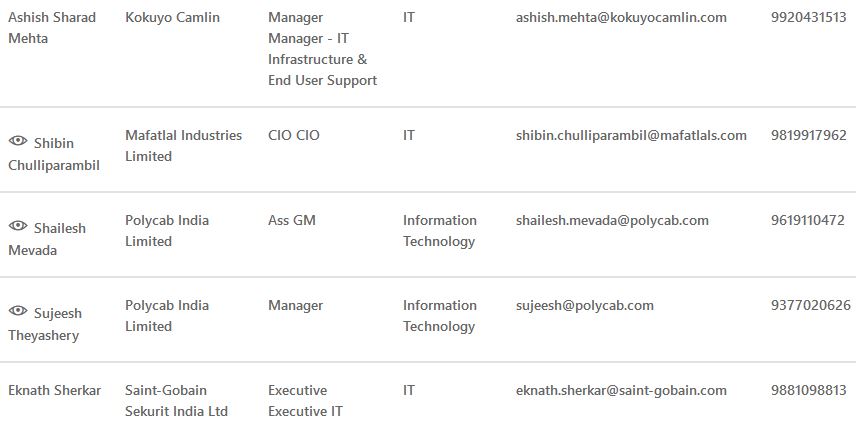 Ashish Sharad Kokuyo Camlin Manager IT ashish.mehta@kokuyocamlin.com 9920431513
Mehta Manager - IT
Infrastructure &
End User Support
Shibin Mafatlal Industries CIO CIO IT shibin.chulliparambil@mafatlals.com 9819917962
Chulliparambil Limited
Shailesh Polycab India Ass GM Information shailesh.mevada@polycab.com 9619110472
Mevada Limited Technology
Sujeesh Polycab India Manager Information sujeesh@polycab.com 9377020626
Theyashery Limited Technology
Eknath Sherkar Saint-Gobain Executive IT eknath.sherkar@saint-gobain.com 9881098813
Sekurit India Ltd Executive IT